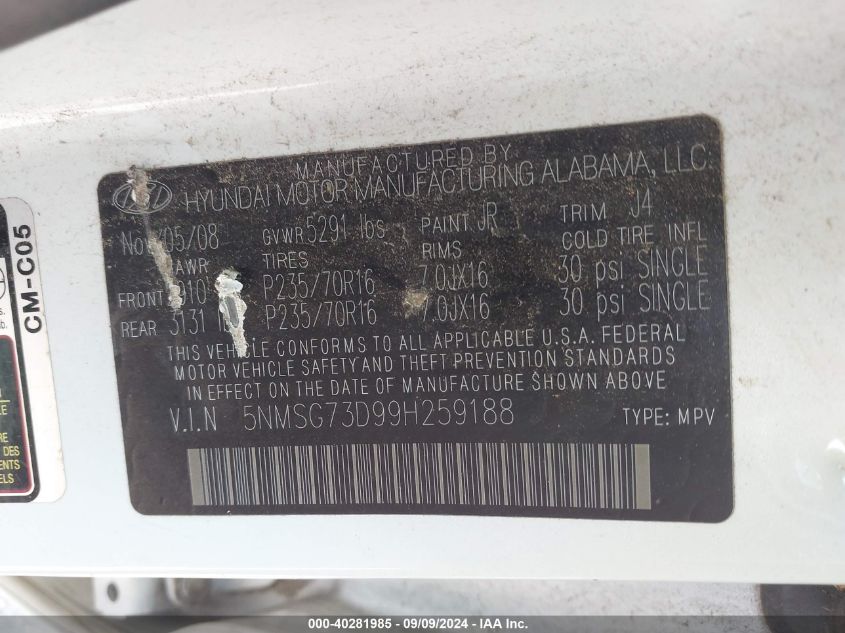 MANUFACTURED BY
HYUNDAI MOTOR MANUFACTURING ALABAMA, LLC.
05/08 GVWR 5291 lbs PAINT JR TRIM J4
TIRES RIMS COLD TIRE INFL
FRONT P235/70R16 7.0JX16 30 psi SINGLE
REAR 3131 P235/70R16 7.0JX16 30 psi SINGLE
THIS VEHICLE CONFORMS TO ALL APPLICABLE U.S.A. FEDERAL
MOTOR VEHICLE SAFETY AND THEFT PREVENTION STANDARDS
IN EFFECT ON THE DATE OF MANUFACTURE SHOWN ABOVE
V.I.N 5NMSG73D99H259188 TYPE: MPV
CM-C05
DES
000-40281985 - 09/09/2024 - IAA Inc.